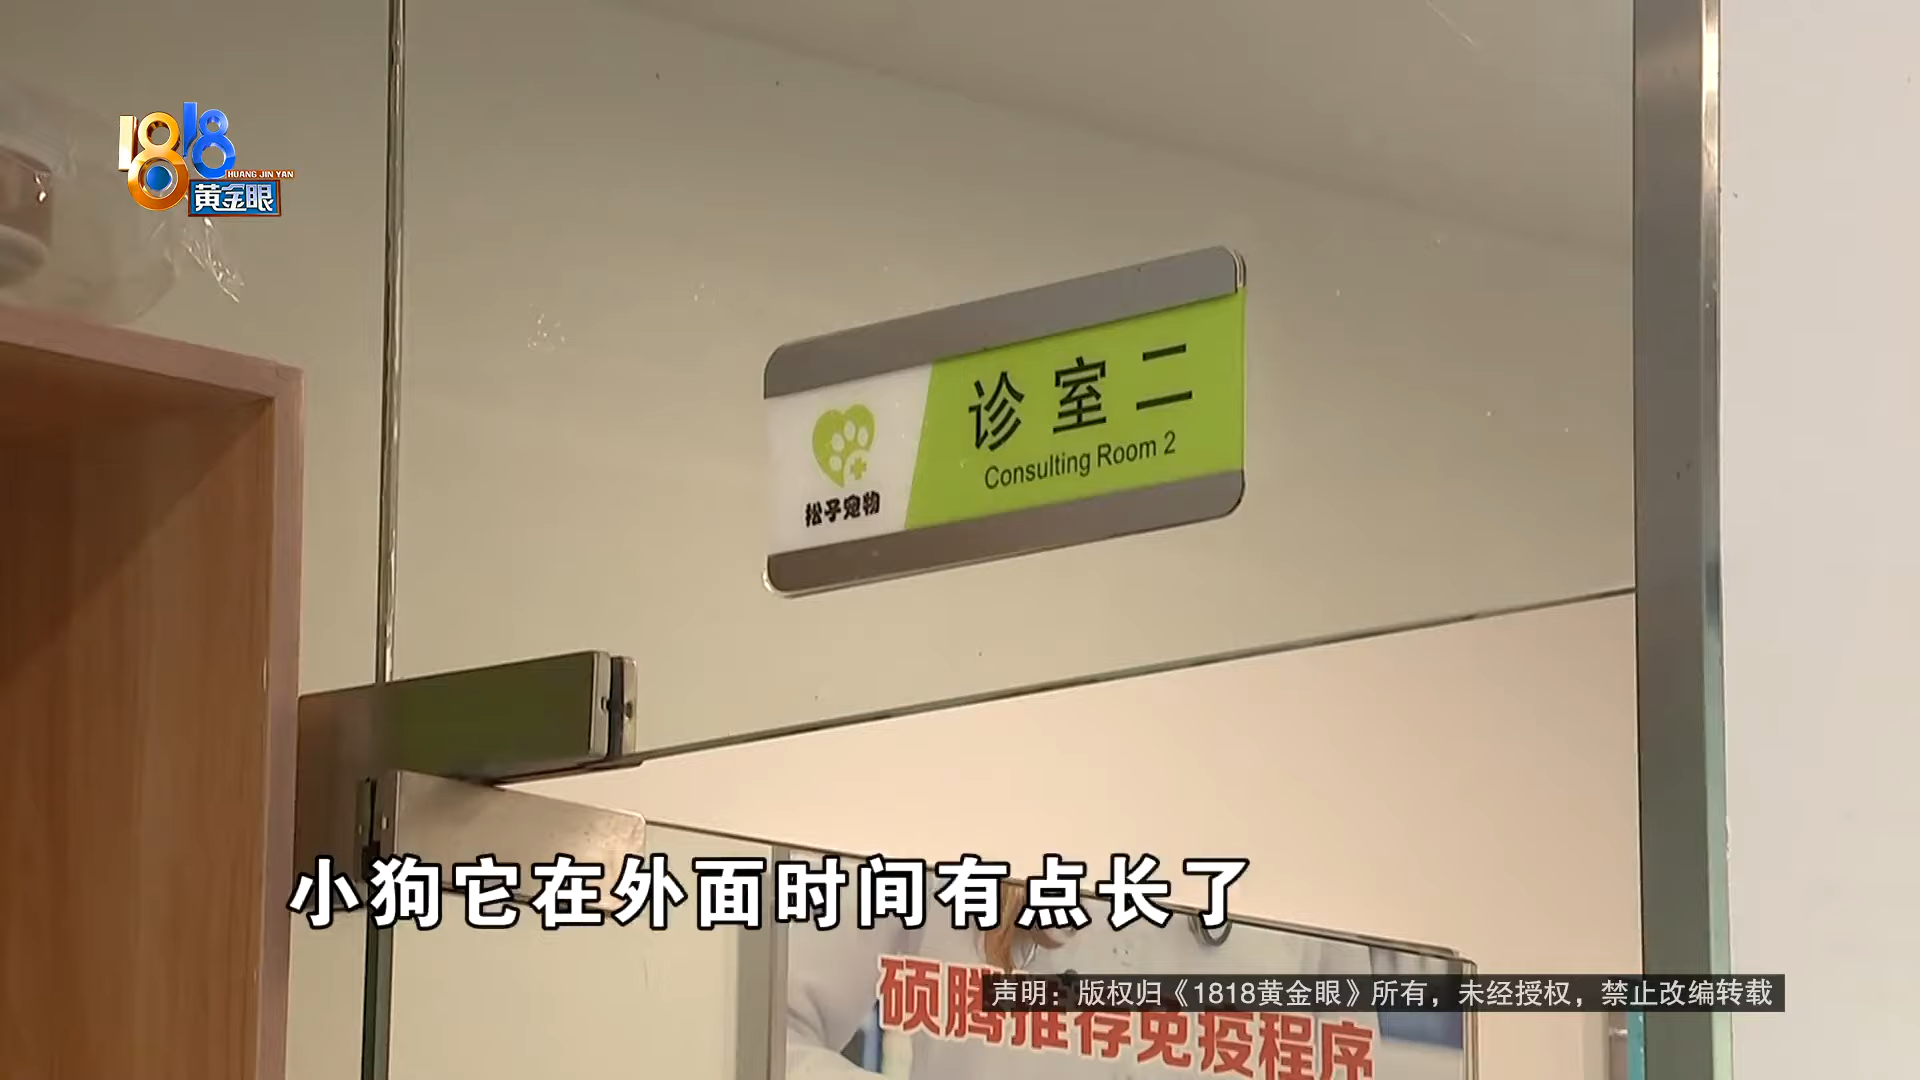 1818
HUANG JIN YAN
黄金眼
诊室二
Consulting Room 2
松子宠物
小狗它在外面时间有点长了
硕腾推荐免疫程序
声明：版权归《1818黄金眼》所有，未经授权，禁止改编转载